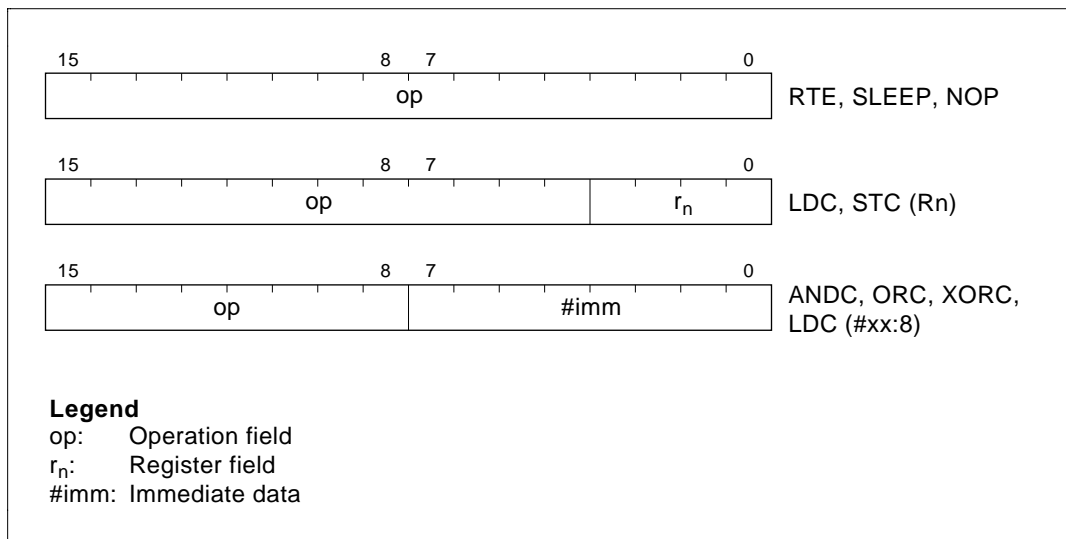 15 8 7 0
op RTE, SLEEP, NOP
15 8 7 0
op rn LDC, STC (Rn)
15 8 7 0
op #imm ANDC, ORC, XORC,
LDC (#xx:8)
Legend
op: Operation field
rn: Register field
#imm: Immediate data